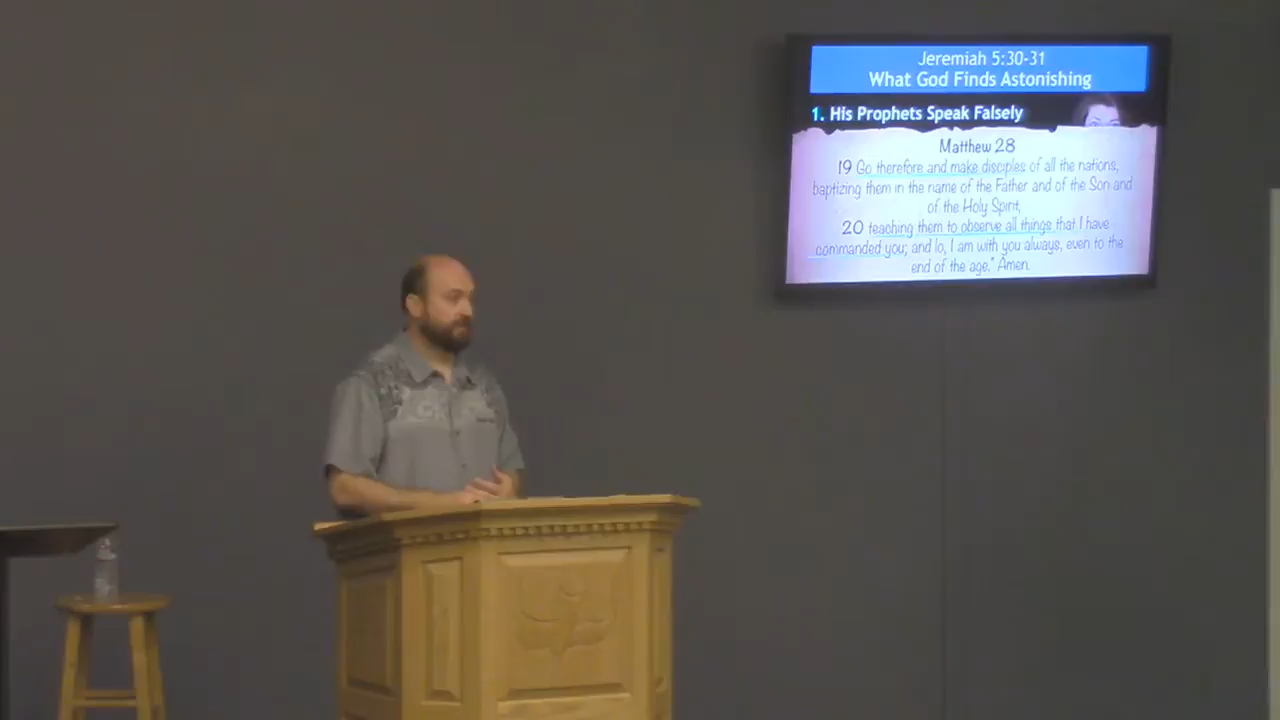 Jeremiah 5:30-31
What God Finds Astonishing
1. His Prophets Speak Falsely
Matthew 28
19 Go therefore and make disciples of all the nations,
baptizing them in the name of the Father and of the Son and
of the Holy Spirit,
20 teaching them to observe all things that I have
commanded you; and lo, I am with you always, even to the
end of the age." Amen.